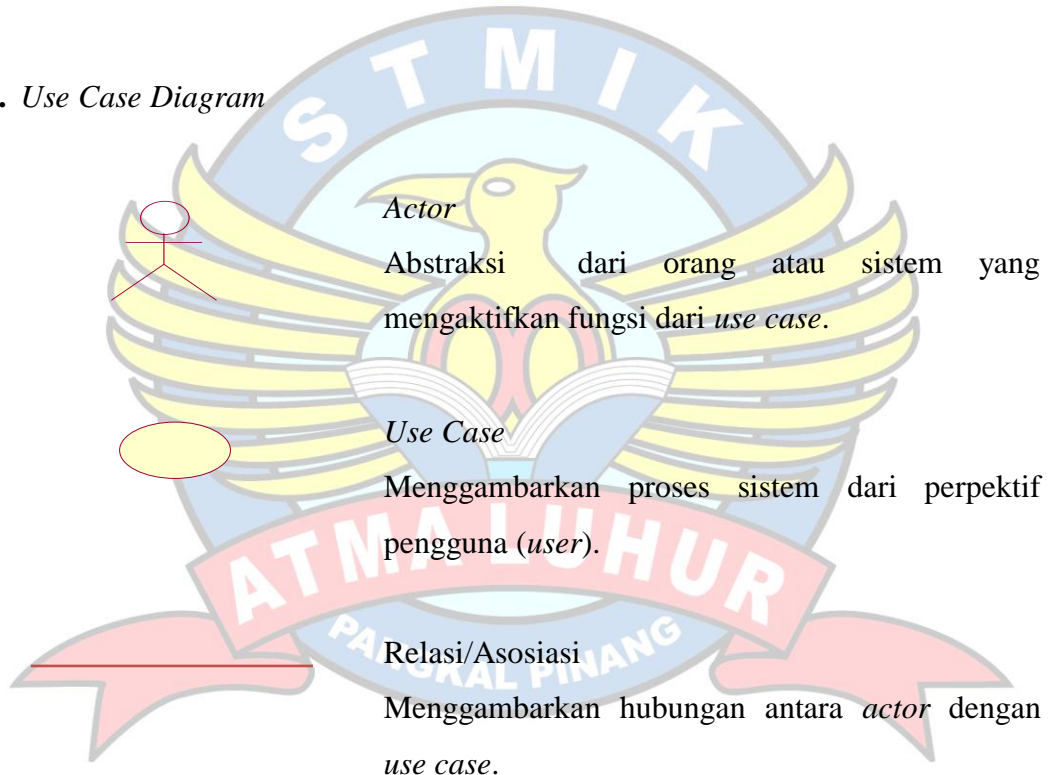 STMIK
. Use Case Diagram
Actor
Abstraksi dari orang atau sistem yang
mengaktifkan fungsi dari use case.
Use Case
Menggambarkan proses sistem dari perpektif
pengguna (user).
ATMA LUHUR
PANGKAL PINANG
Relasi/Asosiasi
Menggambarkan hubungan antara actor dengan
use case.